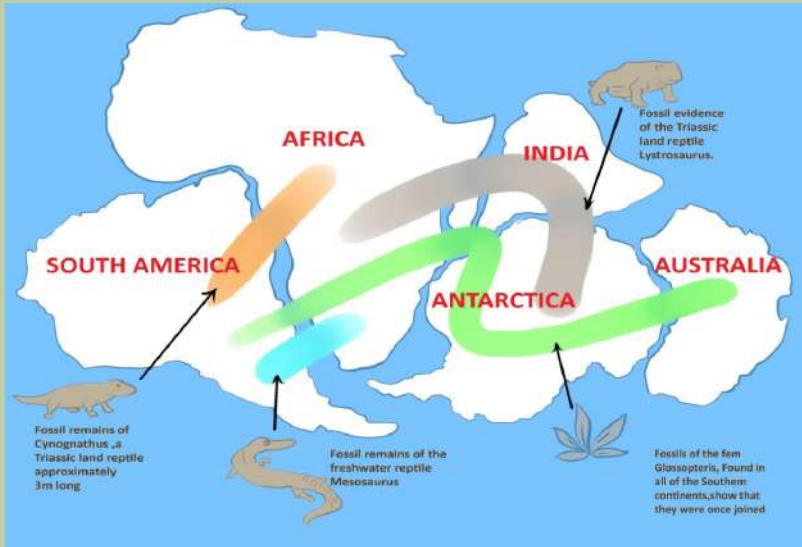 AFRICA
INDIA
SOUTH AMERICA
ANTARCTICA
AUSTRALIA
Fossil evidence
of the Triassic
land reptile
Lystrosaurus.
Fossil remains of
Cynognathus ,a
Triassic land reptile
approximately
3m long
Fossil remains of the
freshwater reptile
Mesosaurus
Fossils of the fem
Glossopteris, Found in
all of the Southem
continents,show that
they were once joined